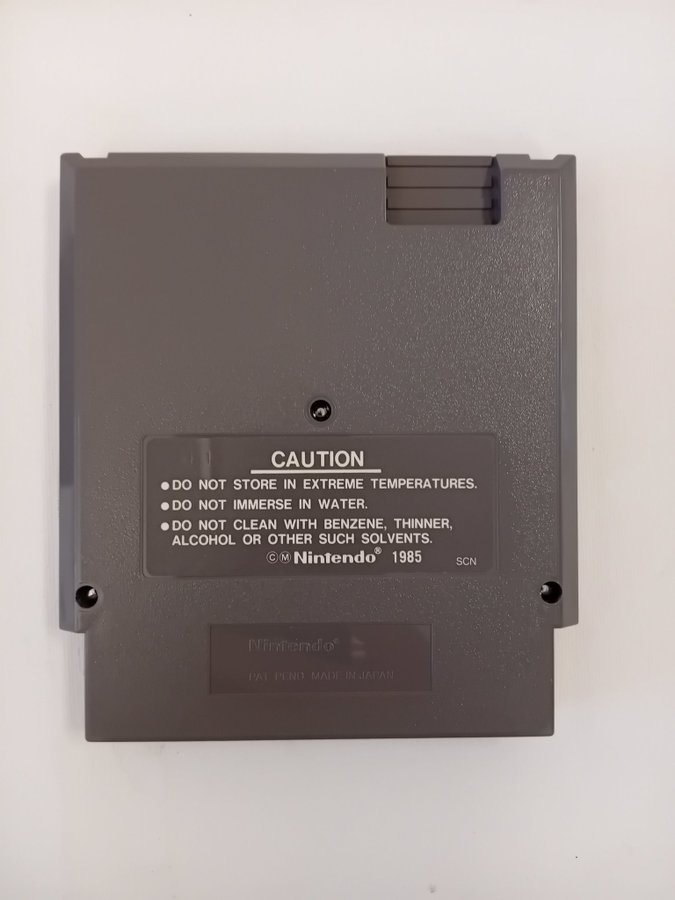 CAUTION
●DO NOT STORE IN EXTREME TEMPERATURES.
●DO NOT IMMERSE IN WATER.
●DO NOT CLEAN WITH BENZENE, THINNER,
ALCOHOL OR OTHER SUCH SOLVENTS.
ⒸⓂ Nintendo® 1985 SCN
Nintendo®
PAT. PEND. MADE IN JAPAN